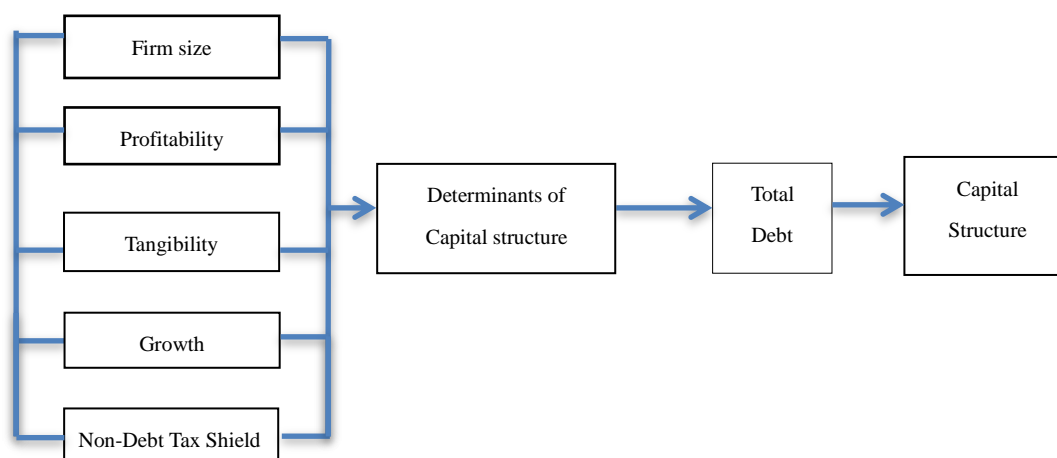 Firm size
Profitability
Tangibility
Growth
Non-Debt Tax Shield
Determinants of
Capital structure
Total
Debt
Capital
Structure